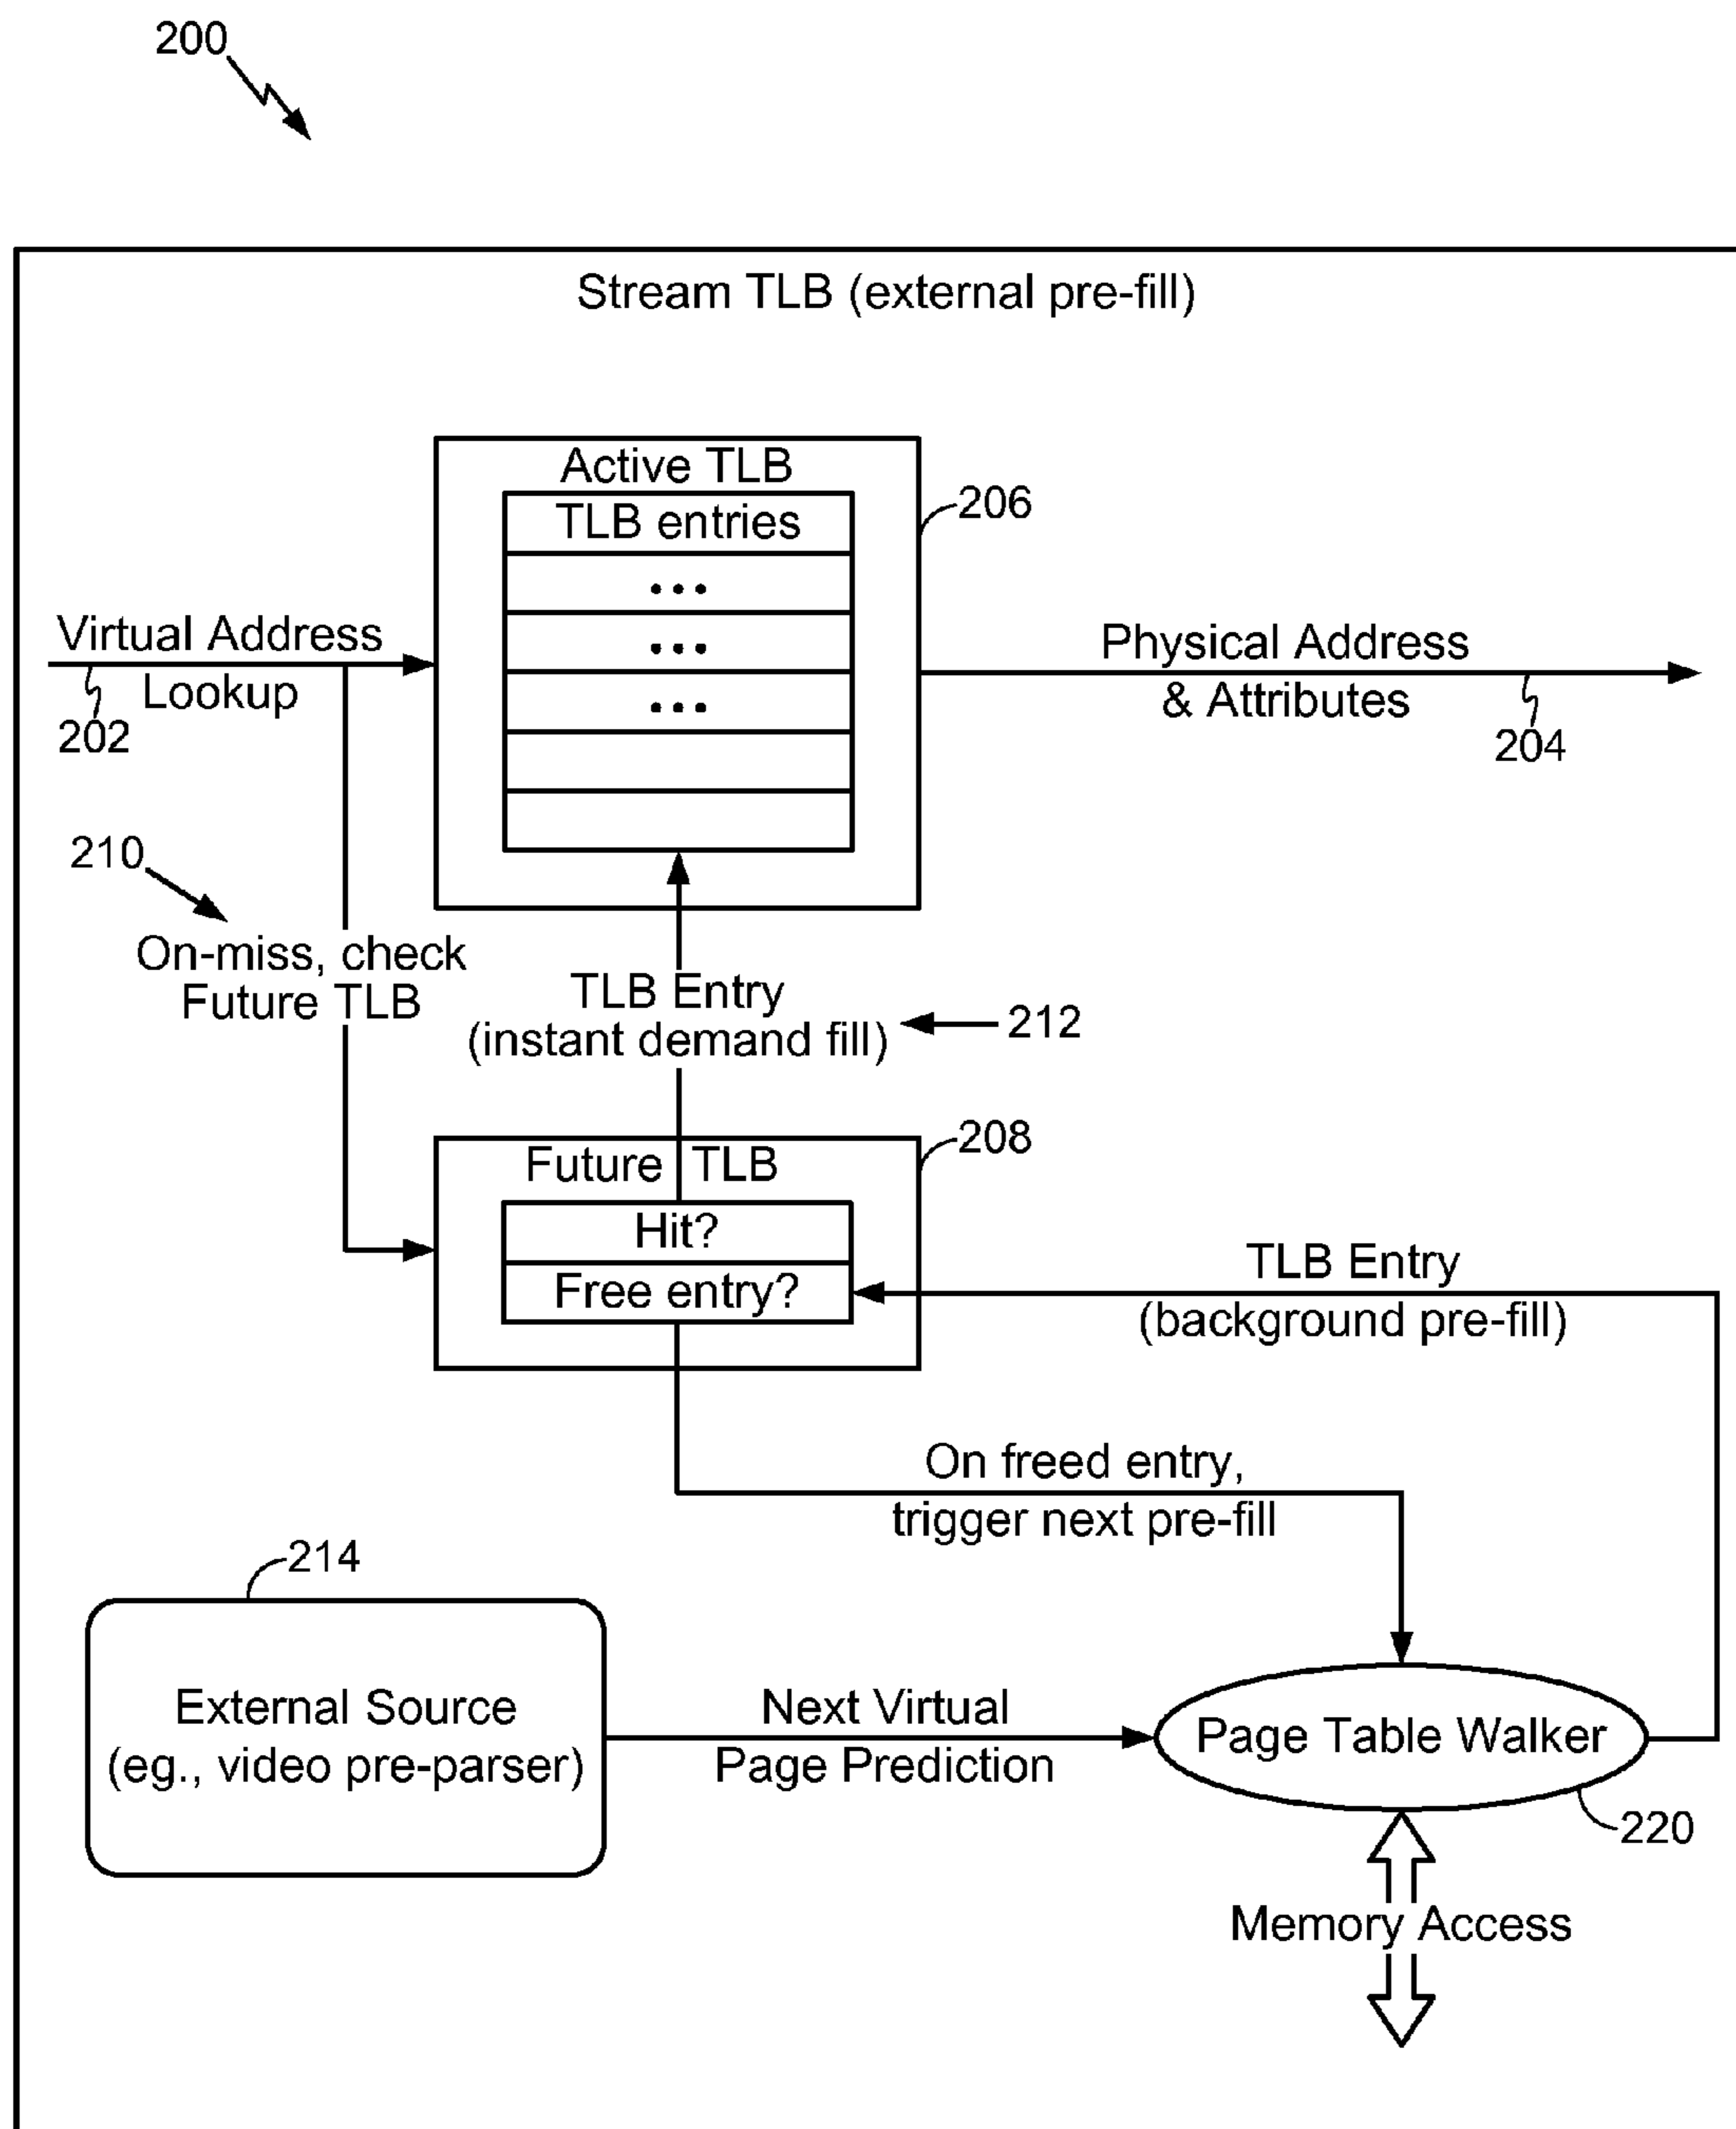 200
Stream TLB (external pre-fill)
Active TLB
TLB entries
...
...
...
206
Virtual Address
Lookup
202
Physical Address
& Attributes
204
210
On-miss, check
Future TLB
TLB Entry
(instant demand fill)
212
208
Future TLB
Hit?
Free entry?
TLB Entry
(background pre-fill)
On freed entry,
trigger next pre-fill
214
External Source
(eg., video pre-parser)
Next Virtual
Page Prediction
Page Table Walker
220
Memory Access